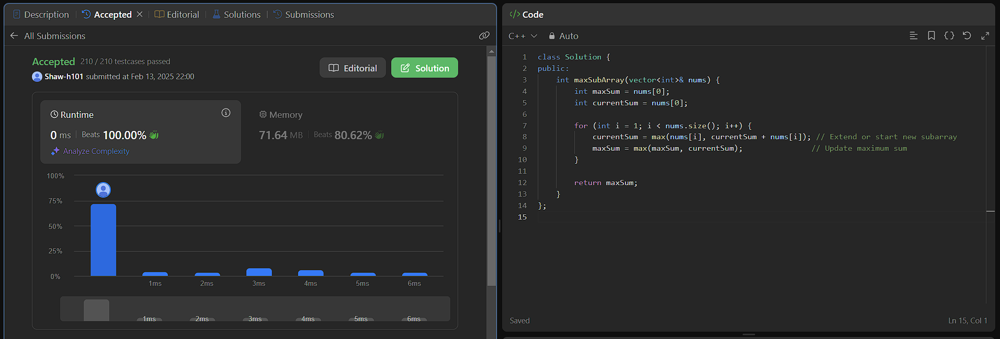 Description
Accepted
Editorial
Solutions
Submissions
All Submissions
Accepted 210 / 210 testcases passed
Shaw-h101 submitted at Feb 13, 2025 22:00
Editorial
Solution
Runtime
0 ms Beats 100.00%
Analyze Complexity
Memory
71.64 MB Beats 80.62%
100%
75%
50%
25%
0%
1ms 2ms 3ms 4ms 5ms 6ms
1ms 2ms 3ms 4ms 5ms 6ms
</> Code
C++ Auto
1 class Solution {
2 public:
3     int maxSubArray(vector<int>& nums) {
4         int maxSum = nums[0];
5         int currentSum = nums[0];
6
7         for (int i = 1; i < nums.size(); i++) {
8             currentSum = max(nums[i], currentSum + nums[i]); // Extend or start new subarray
9             maxSum = max(maxSum, currentSum);               // Update maximum sum
10         }
11
12         return maxSum;
13     }
14 };
15
Saved
Ln 15, Col 1